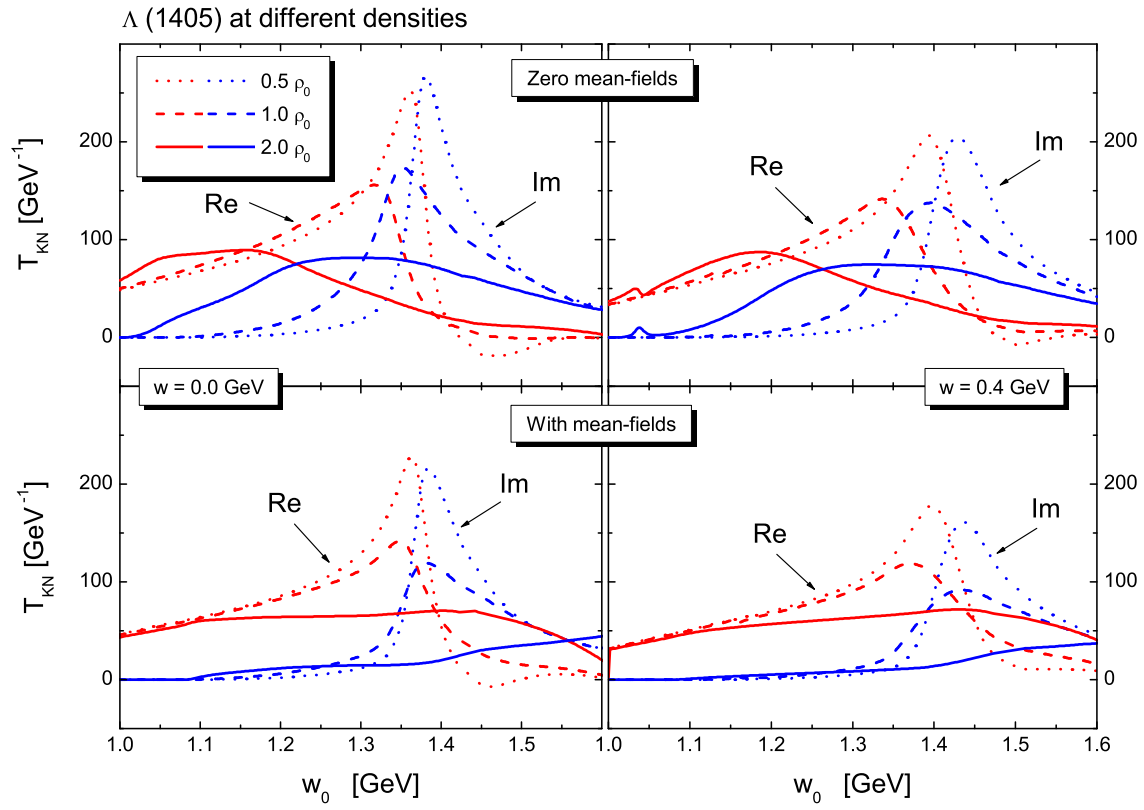 Λ (1405) at different densities
0.5 ρ0
1.0 ρ0
2.0 ρ0
Zero mean-fields
Re
Im
Re
Im
200
100
0
T_KN [GeV^-1]
200
100
0
w = 0.0 GeV
w = 0.4 GeV
With mean-fields
Re
Im
Re
Im
200
100
0
T_KN [GeV^-1]
200
100
0
1.0 1.1 1.2 1.3 1.4 1.5 1.0 1.1 1.2 1.3 1.4 1.5 1.6
w_0 [GeV] w_0 [GeV]